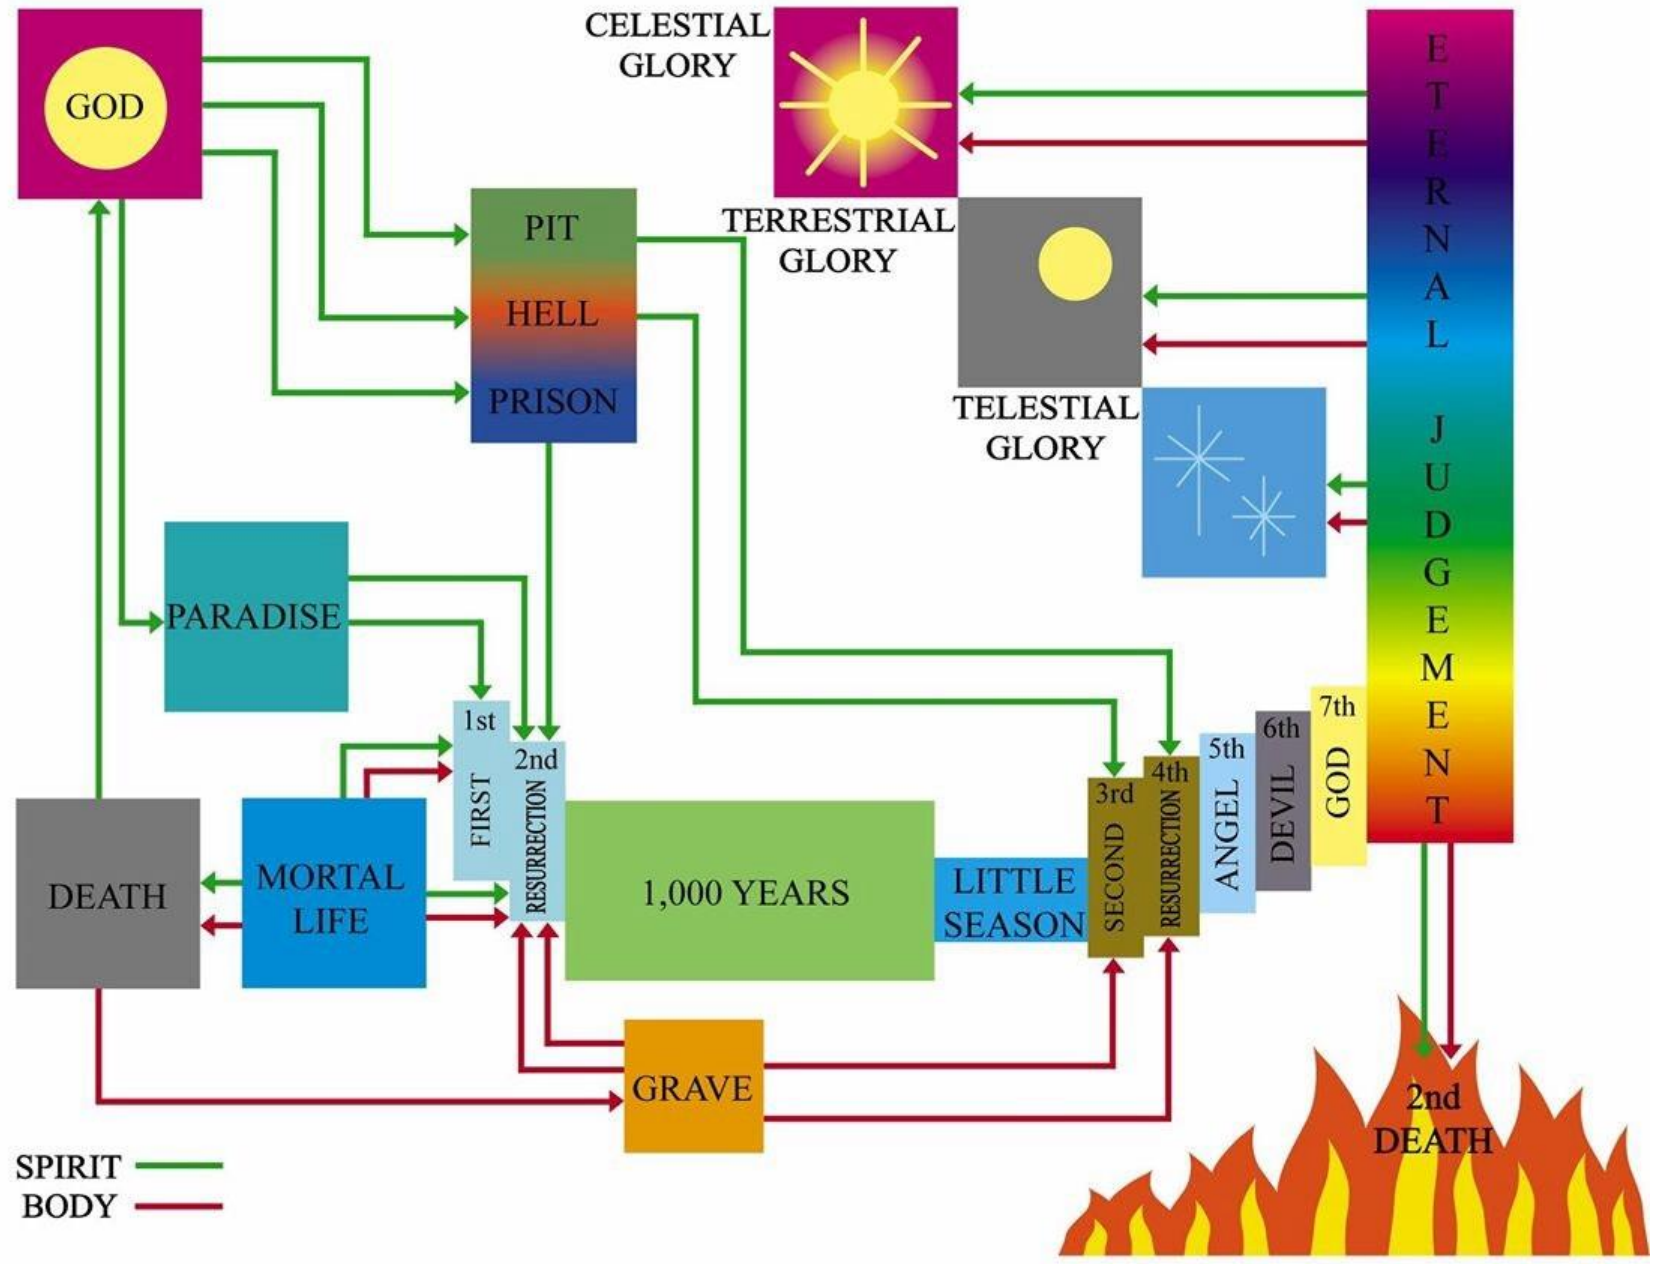 GOD
CELESTIAL
GLORY
TERRESTRIAL
GLORY
TELESTIAL
GLORY
ETERNAL JUDGEMENT
PIT
HELL
PRISON
PARADISE
DEATH
MORTAL
LIFE
1st
FIRST
2nd
RESURRECTION
1,000 YEARS
LITTLE
SEASON
3rd
SECOND
4th
RESURRECTION
5th
ANGEL
6th
DEVIL
7th
GOD
GRAVE
2nd
DEATH
SPIRIT
BODY